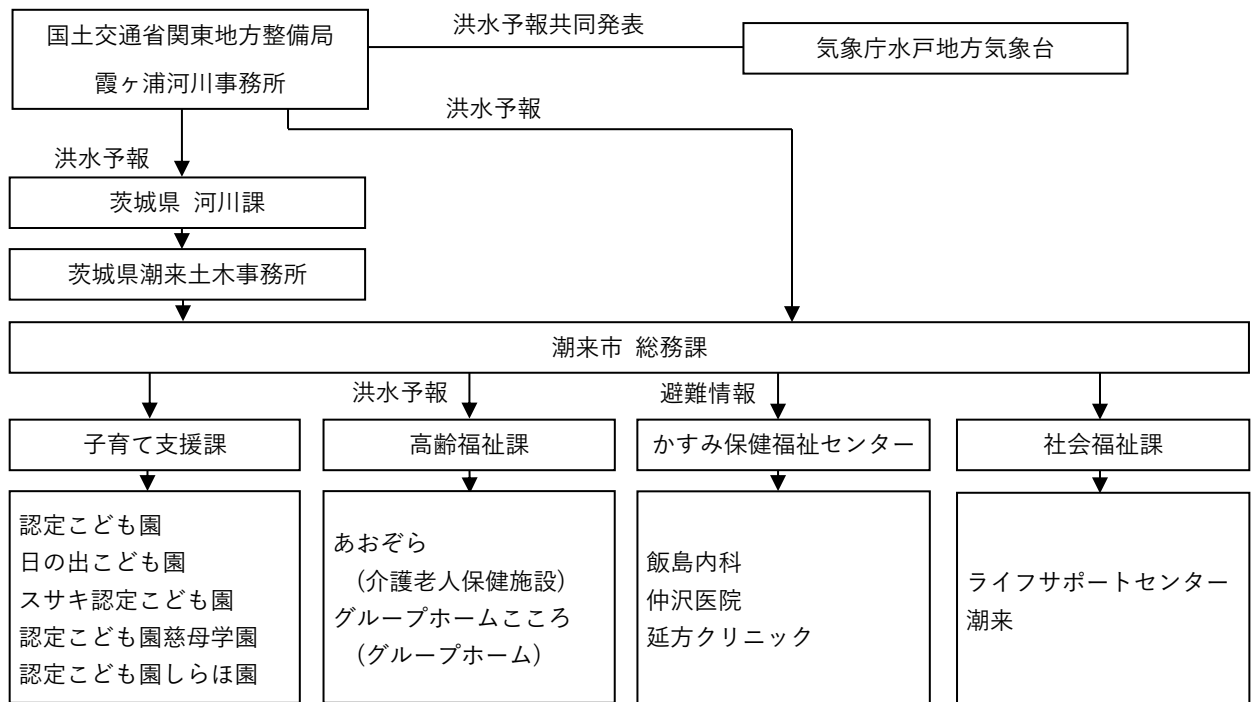 国土交通省関東地方整備局
霞ヶ浦河川事務所
洪水予報共同発表
気象庁水戸地方気象台
洪水予報
洪水予報
茨城県 河川課
茨城県潮来土木事務所
潮来市 総務課
洪水予報
避難情報
子育て支援課
高齢福祉課
かすみ保健福祉センター
社会福祉課
認定こども園
日の出こども園
スサキ認定こども園
認定こども園慈母学園
認定こども園しらほ園
あおぞら
（介護老人保健施設）
グループホームこころ
（グループホーム）
飯島内科
仲沢医院
延方クリニック
ライフサポートセンター
潮来